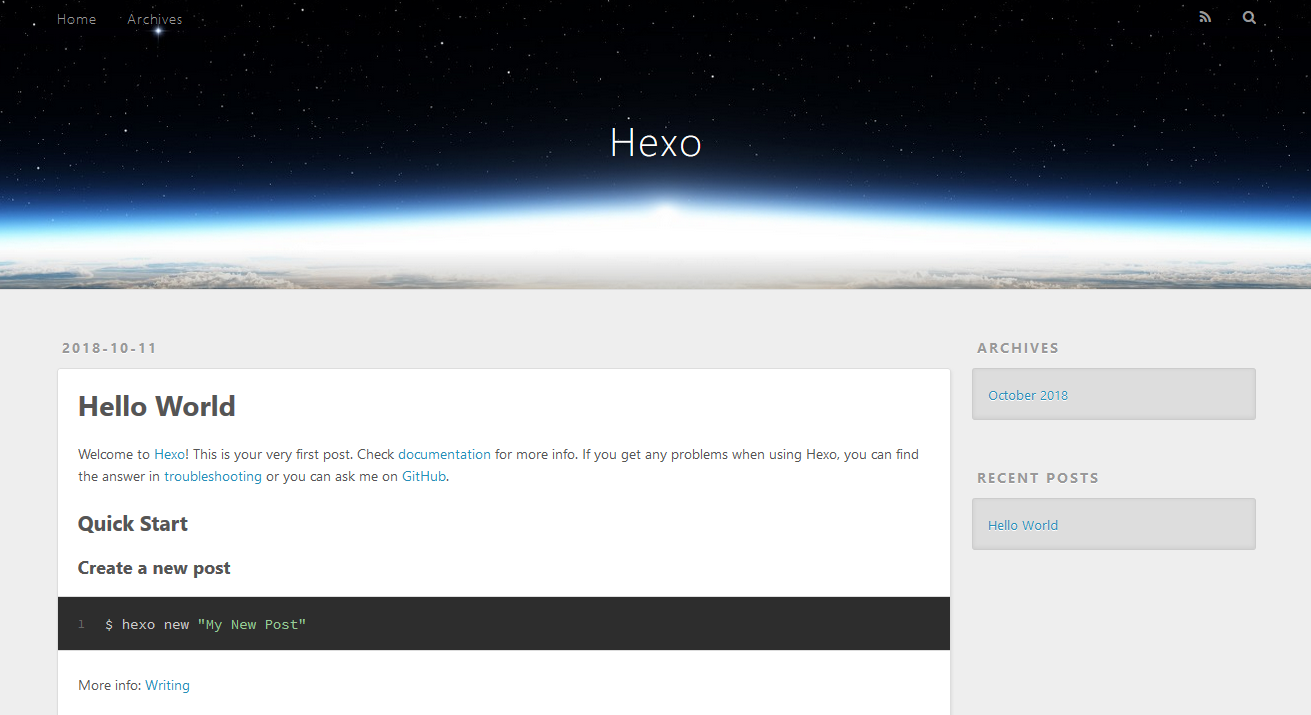 Home Archives
Hexo
2018-10-11
Hello World
Welcome to Hexo! This is your very first post. Check documentation for more info. If you get any problems when using Hexo, you can find
the answer in troubleshooting or you can ask me on GitHub.
Quick Start
Create a new post
1 $ hexo new "My New Post"
More info: Writing
ARCHIVES
October 2018
RECENT POSTS
Hello World